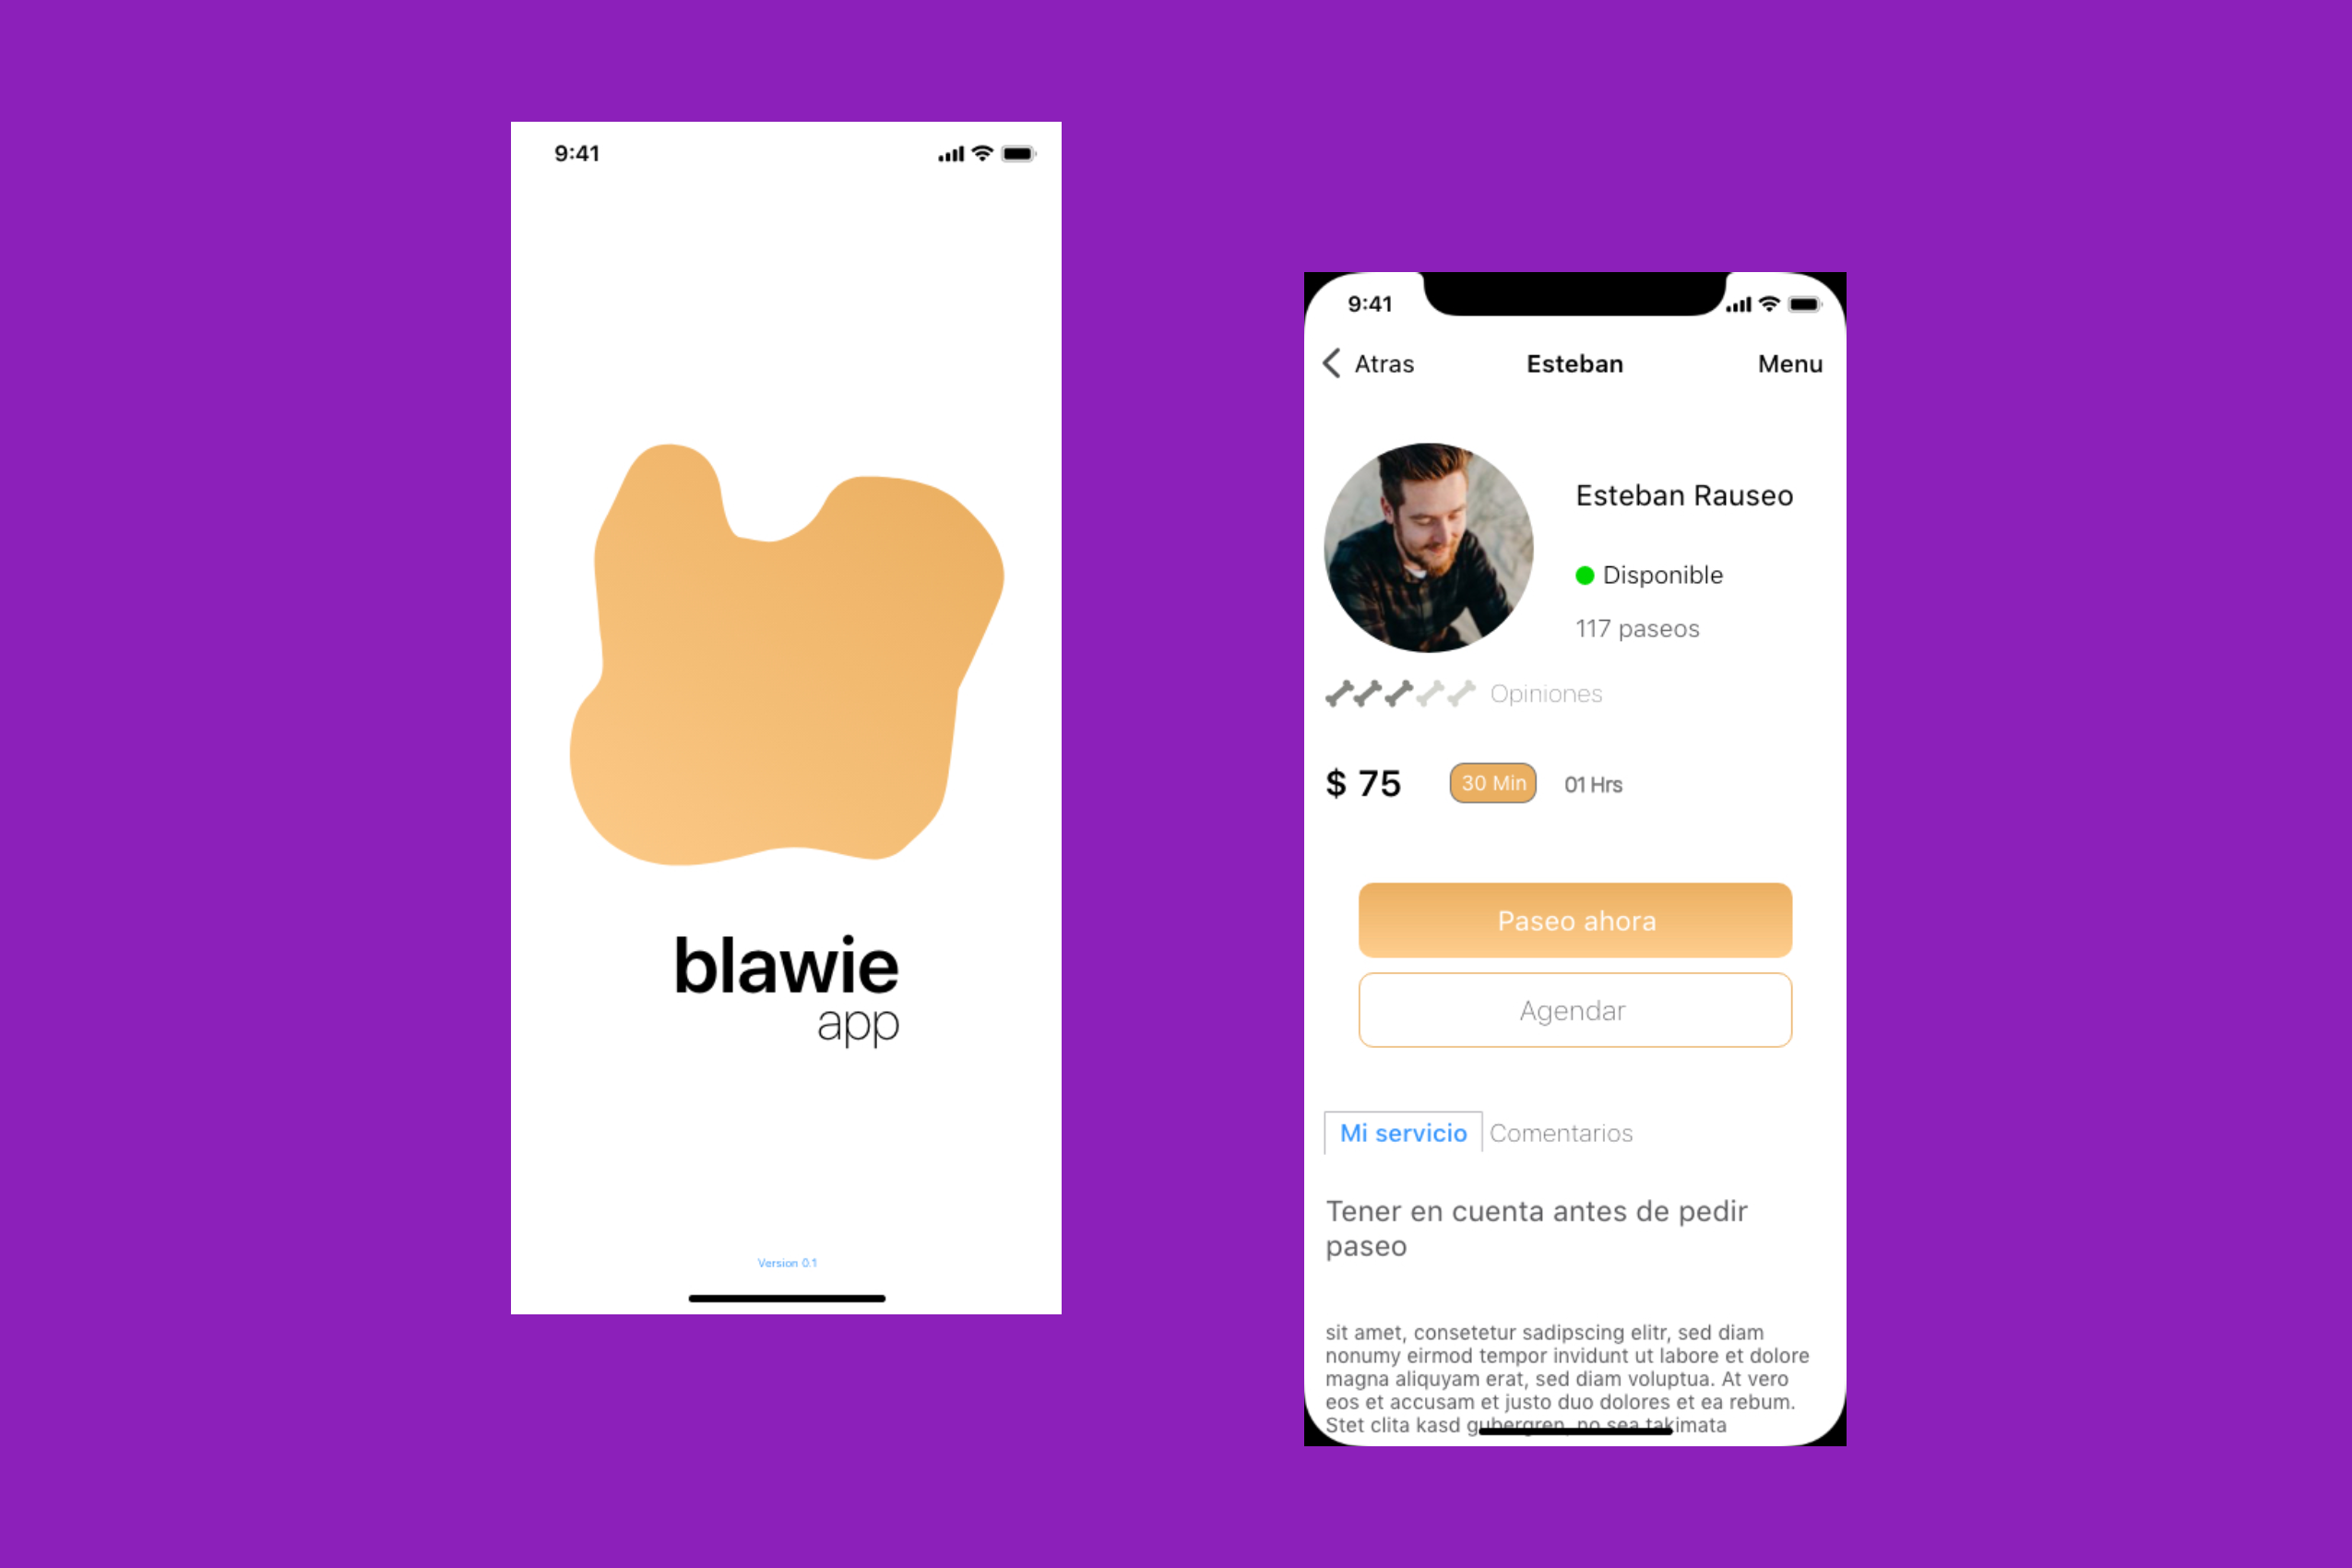 9:41
blawie
app
Version 0.1
9:41
Atras Esteban Menu
Esteban Rauseo
Disponible
117 paseos
Opiniones
$ 75 30 Min 01 Hrs
Paseo ahora
Agendar
Mi servicio Comentarios
Tener en cuenta antes de pedir
paseo
sit amet, consetetur sadipscing elitr, sed diam
nonumy eirmod tempor invidunt ut labore et dolore
magna aliquyam erat, sed diam voluptua. At vero
eos et accusam et justo duo dolores et ea rebum.
Stet clita kasd gubergren, no sea takimata